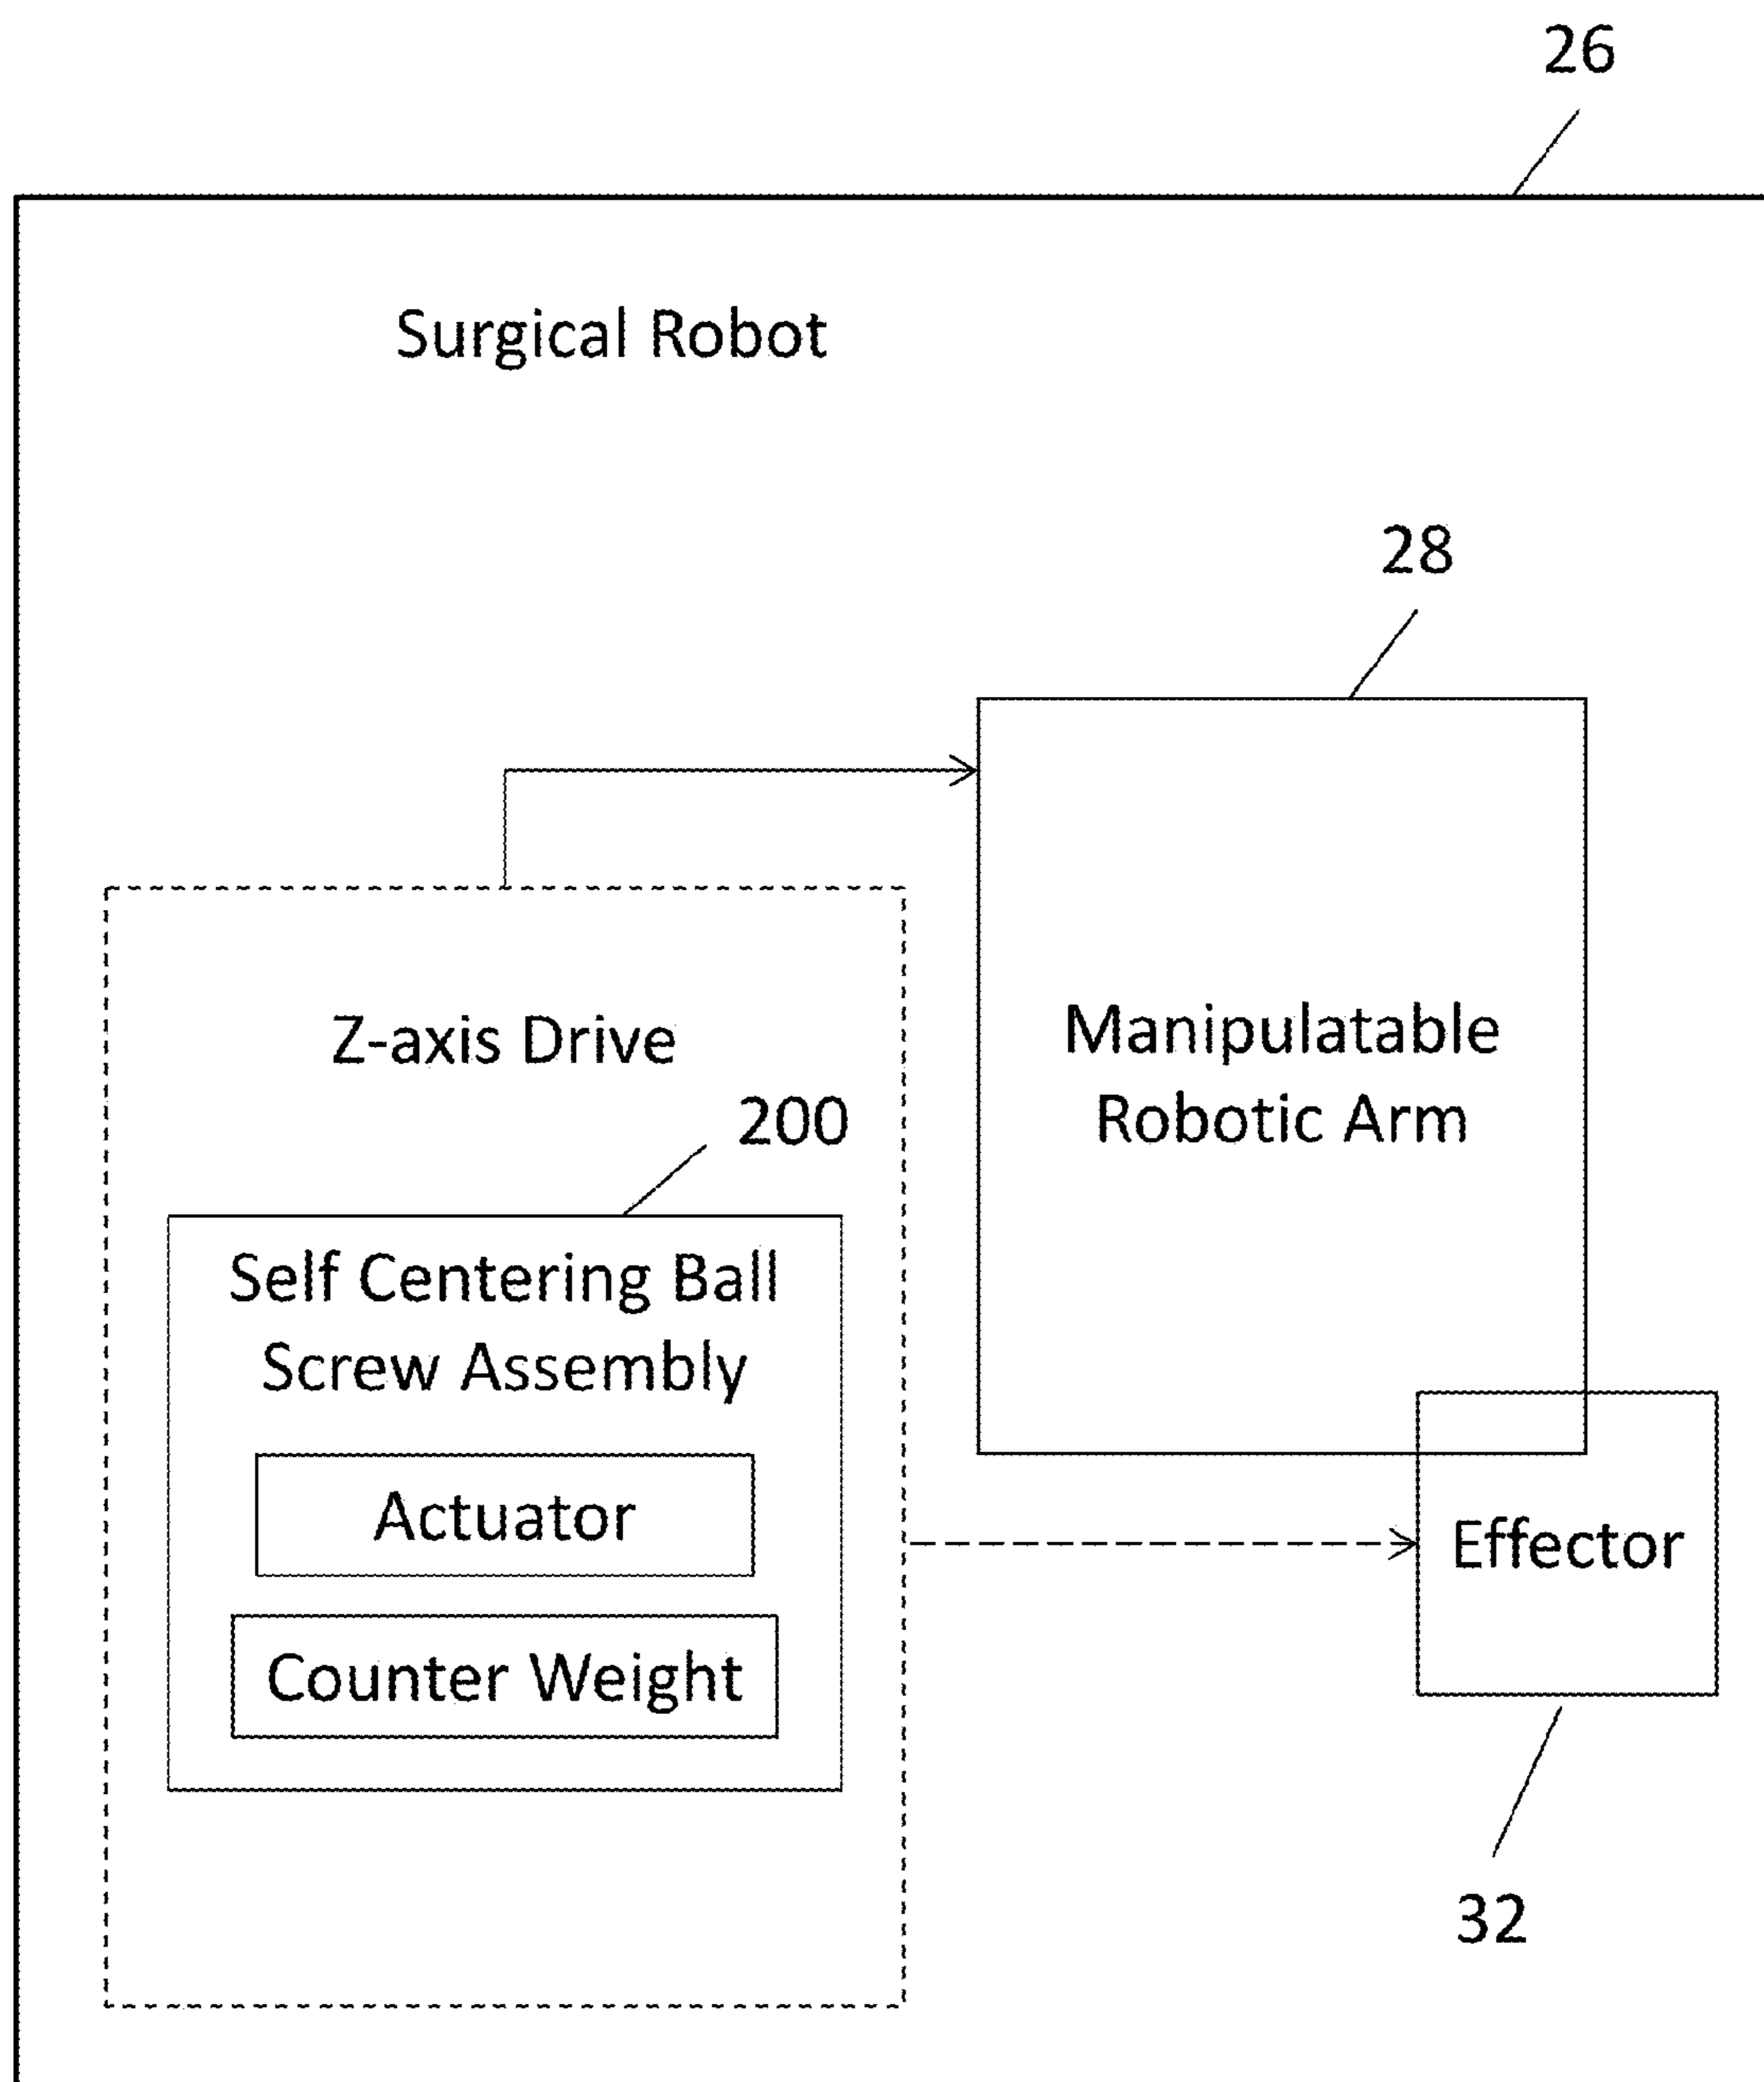 26
Surgical Robot
28
Z-axis Drive
Manipulatable
Robotic Arm
200
Self Centering Ball
Screw Assembly
Actuator
Effector
Counter Weight
32